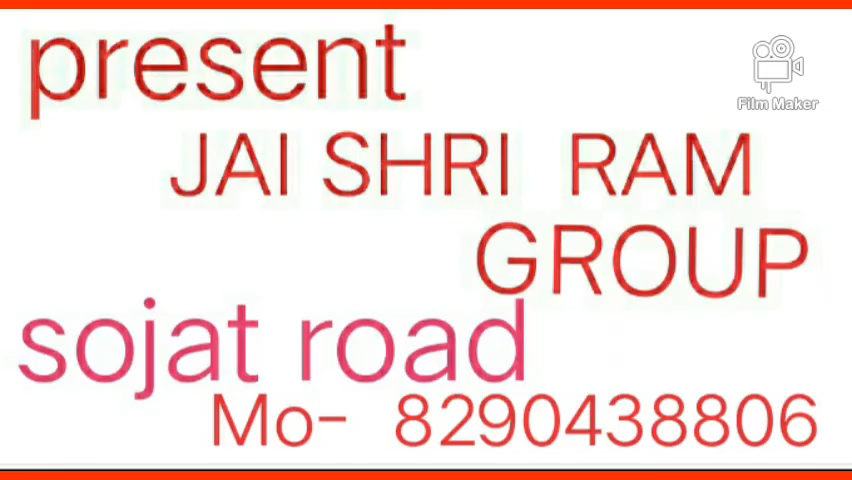 present
Film Maker
JAI SHRI RAM
GROUP
sojat road
Mo- 8290438806